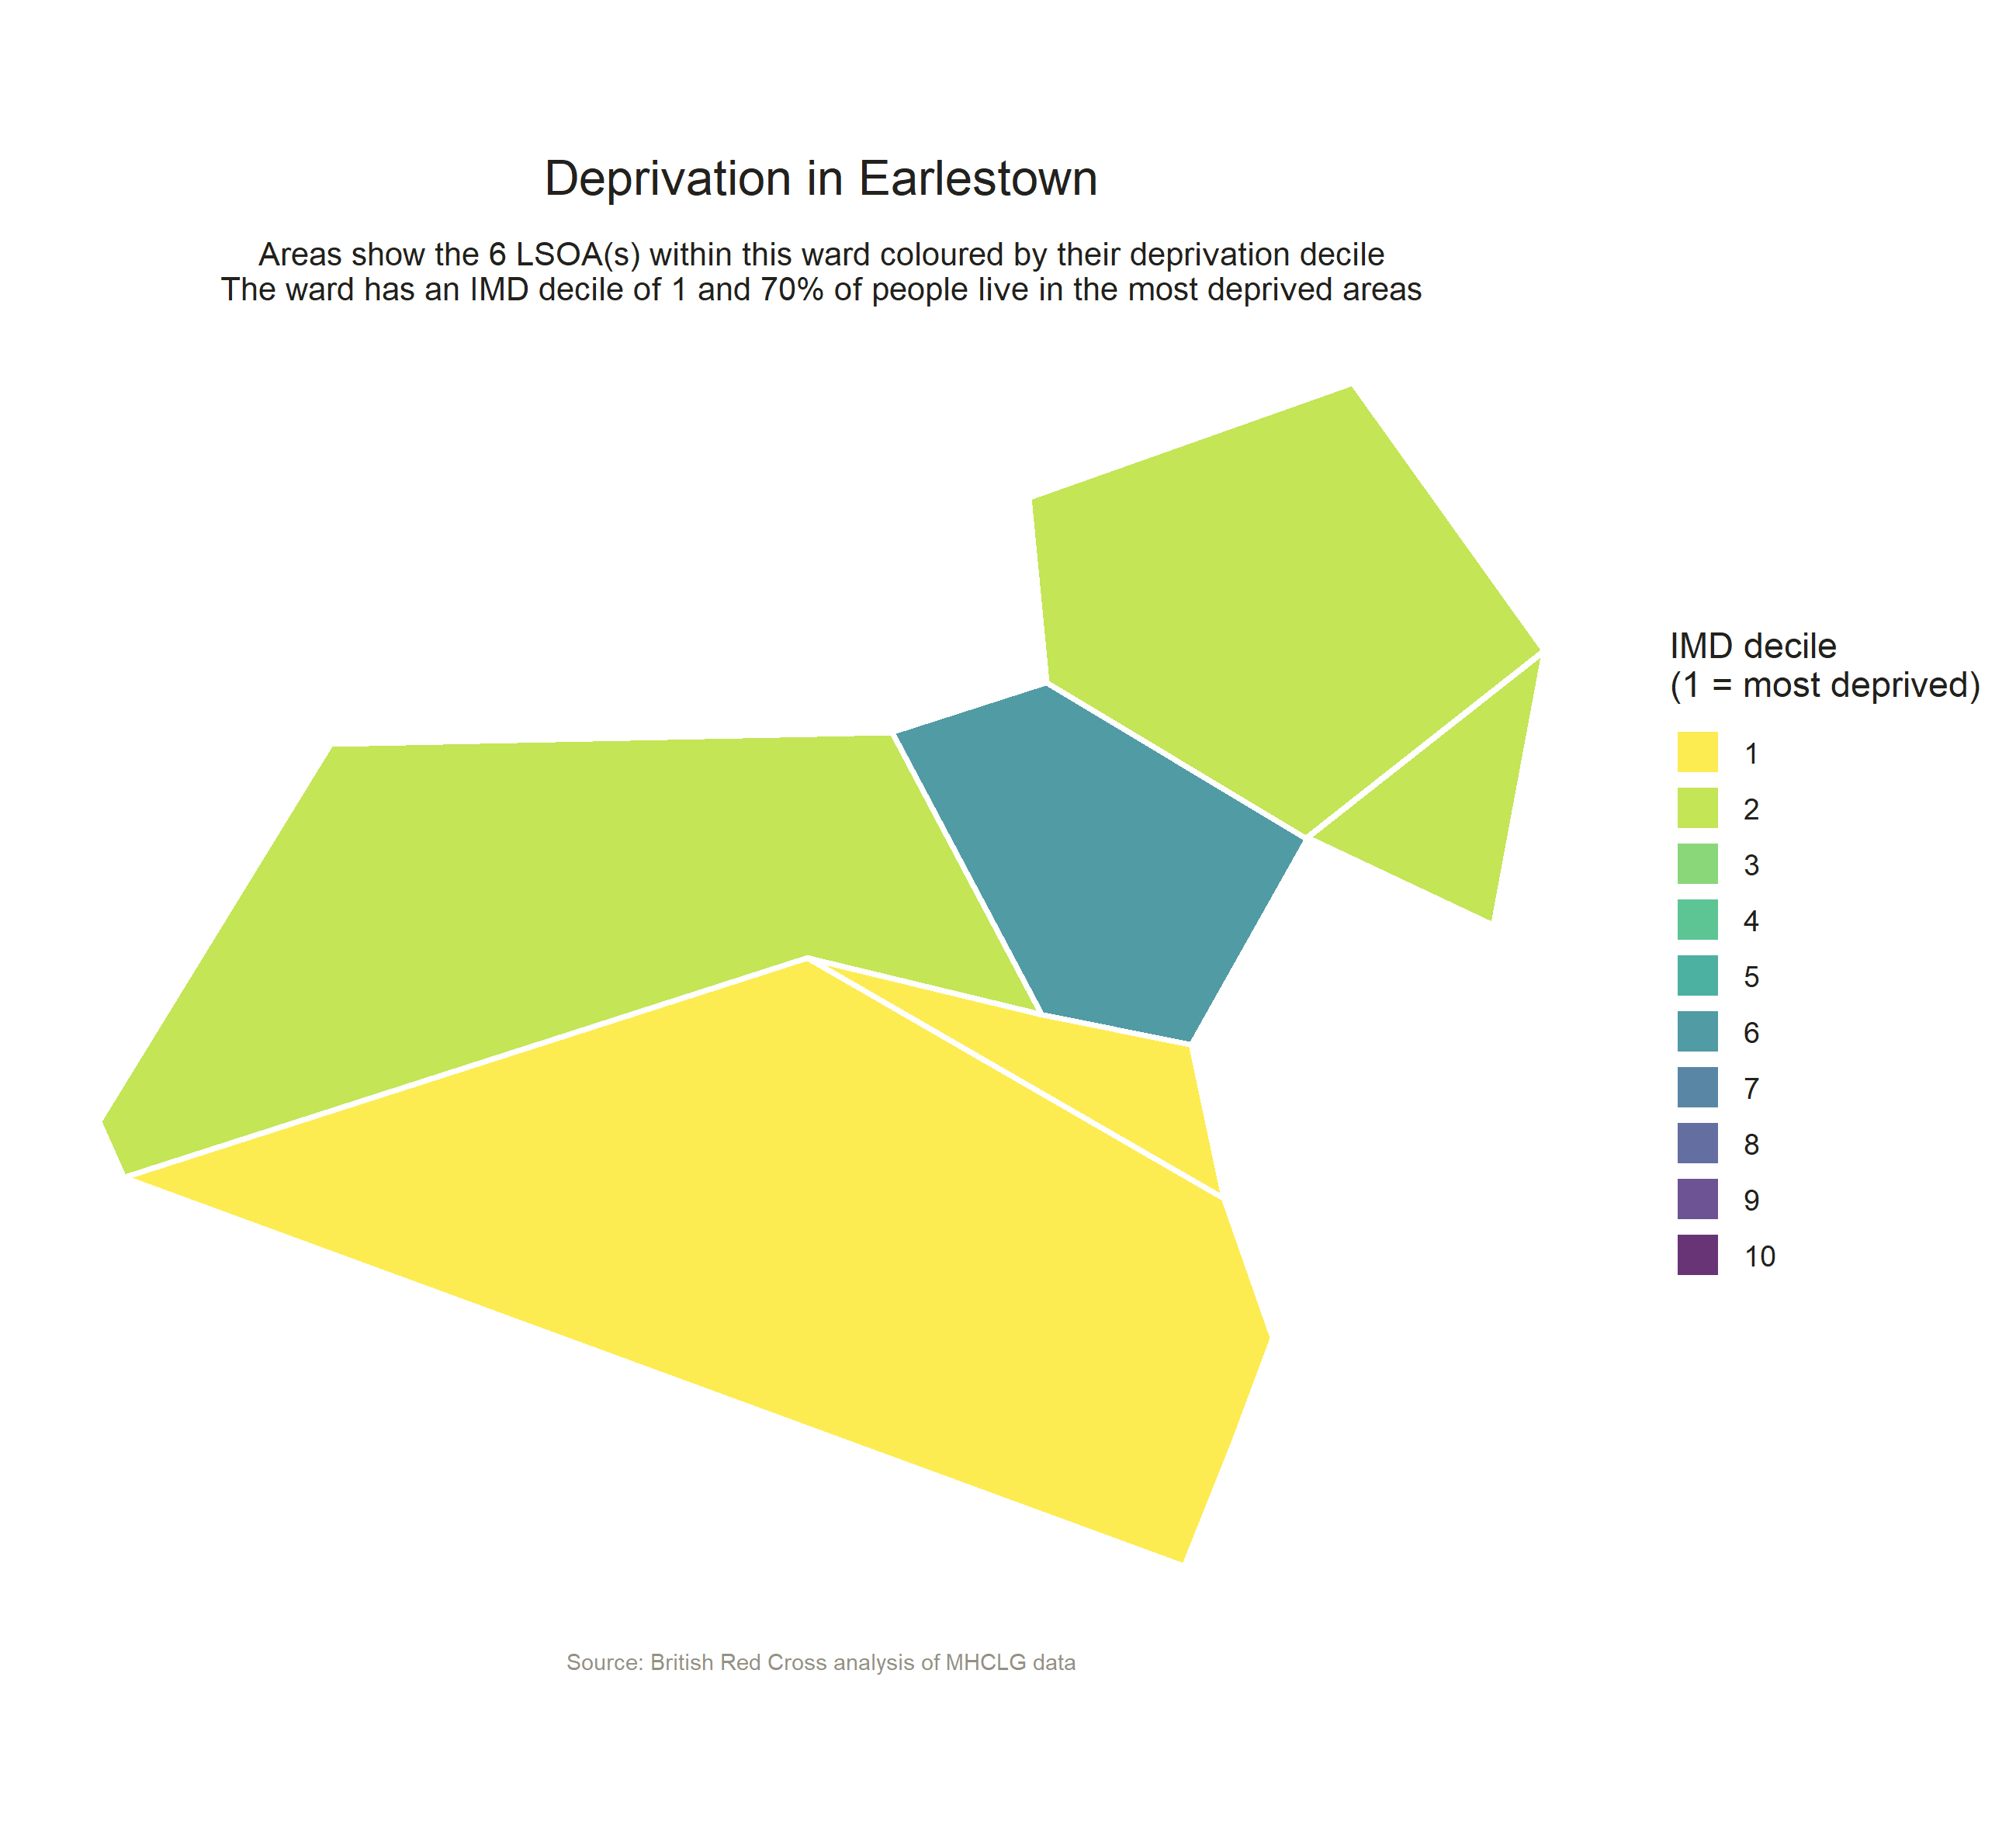 Deprivation in Earlestown
Areas show the 6 LSOA(s) within this ward coloured by their deprivation decile
The ward has an IMD decile of 1 and 70% of people live in the most deprived areas
IMD decile
(1 = most deprived)
1
2
3
4
5
6
7
8
9
10
Source: British Red Cross analysis of MHCLG data